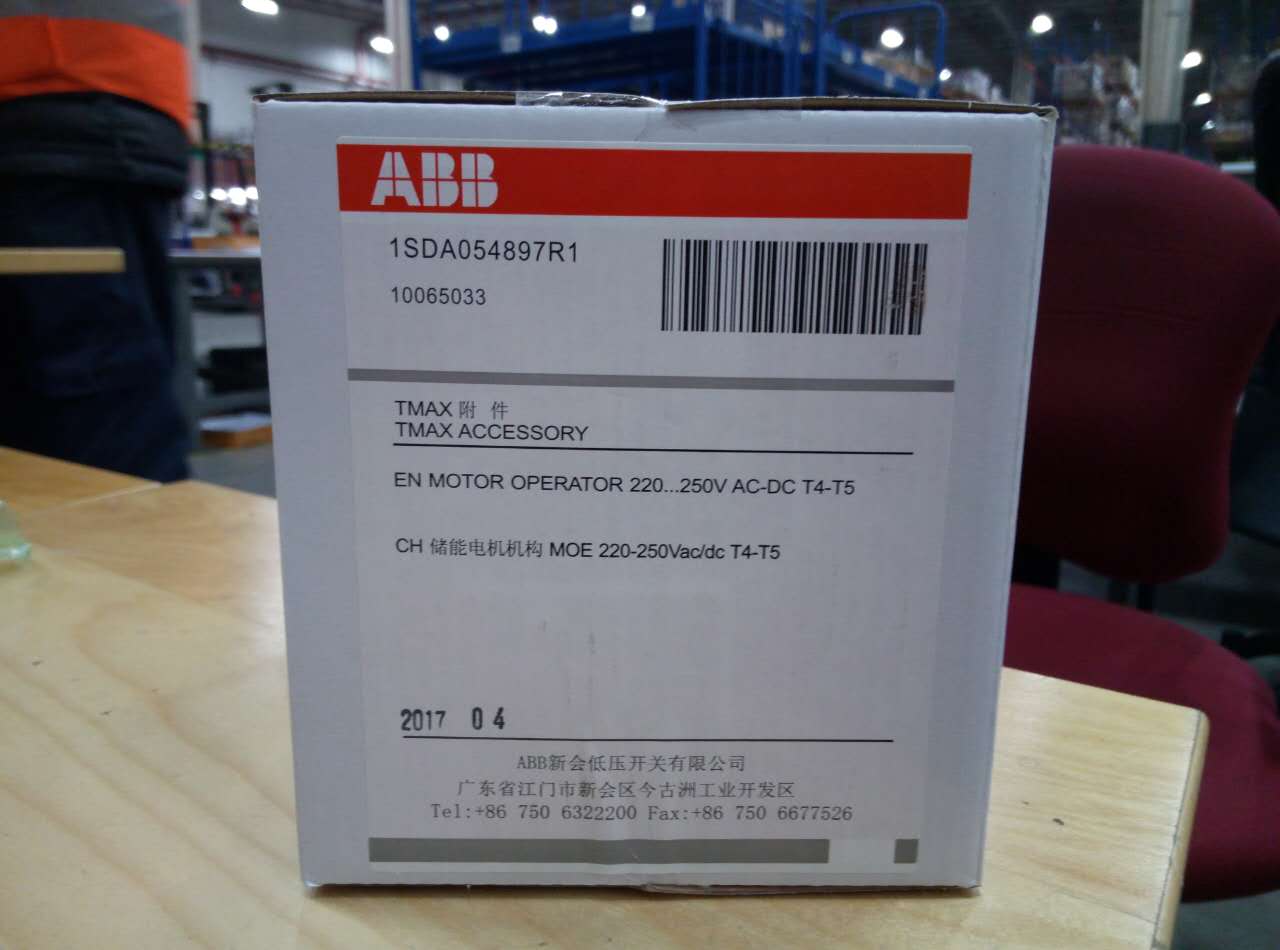 ABB
1SDA054897R1
10065033
TMAX 附 件
TMAX ACCESSORY
EN MOTOR OPERATOR 220...250V AC-DC T4-T5
CH 储能电机机构 MOE 220-250Vac/dc T4-T5
2017 04
ABB新会低压开关有限公司
广东省江门市新会区今古洲工业开发区
Tel:+86 750 6322200 Fax:+86 750 6677526